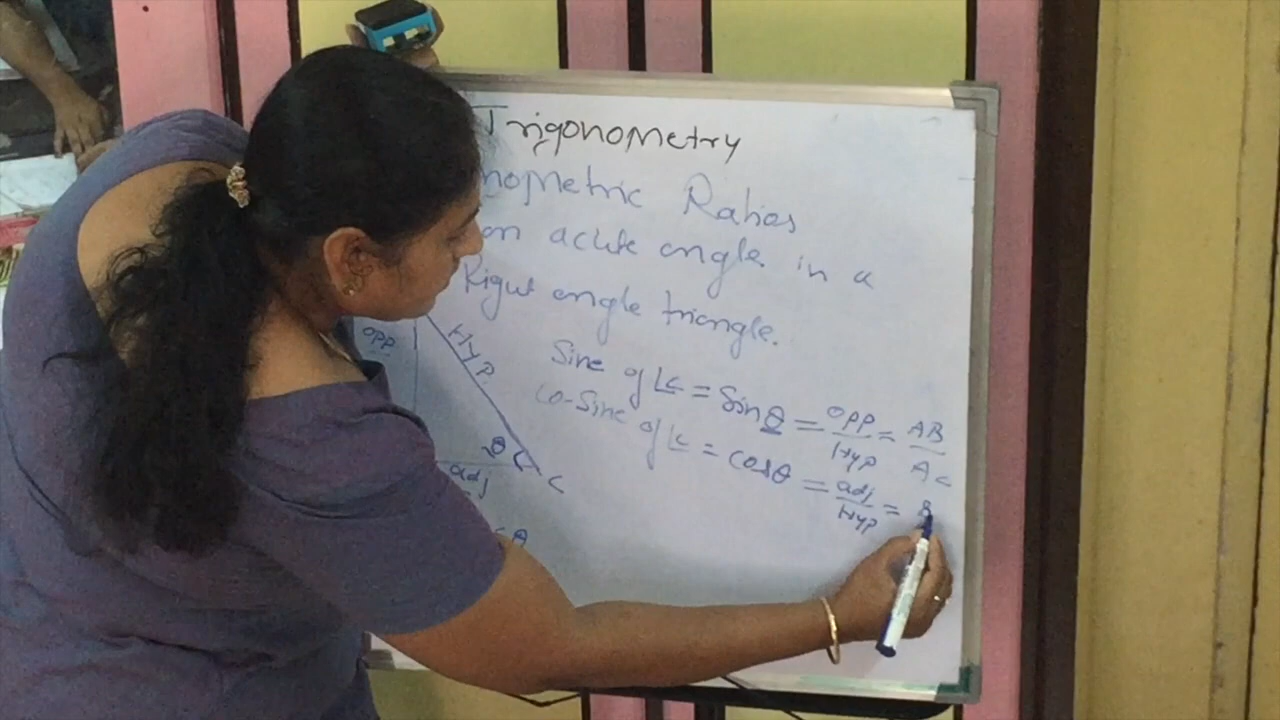 Trigonometry
nometric Ratios
on acute angle in a
Right angle triangle.
opp
Hyp
Sine of ∠C = Sinθ = opp/Hyp = AB/AC
Co-Sine of ∠C = cosθ = adj/Hyp = B
θ
C
adj
θ